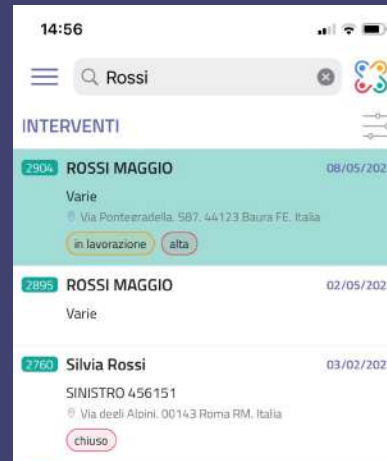 14:56
Rossi
INTERVENTI
2904 ROSSI MAGGIO 08/05/202
Varie
Via Pontegradella, 587, 44123 Baura FE, Italia
in lavorazione alta
2895 ROSSI MAGGIO 02/05/202
Varie
2760 Silvia Rossi 03/02/202
SINISTRO 456151
Via degli Alpini, 00143 Roma RM, Italia
chiuso